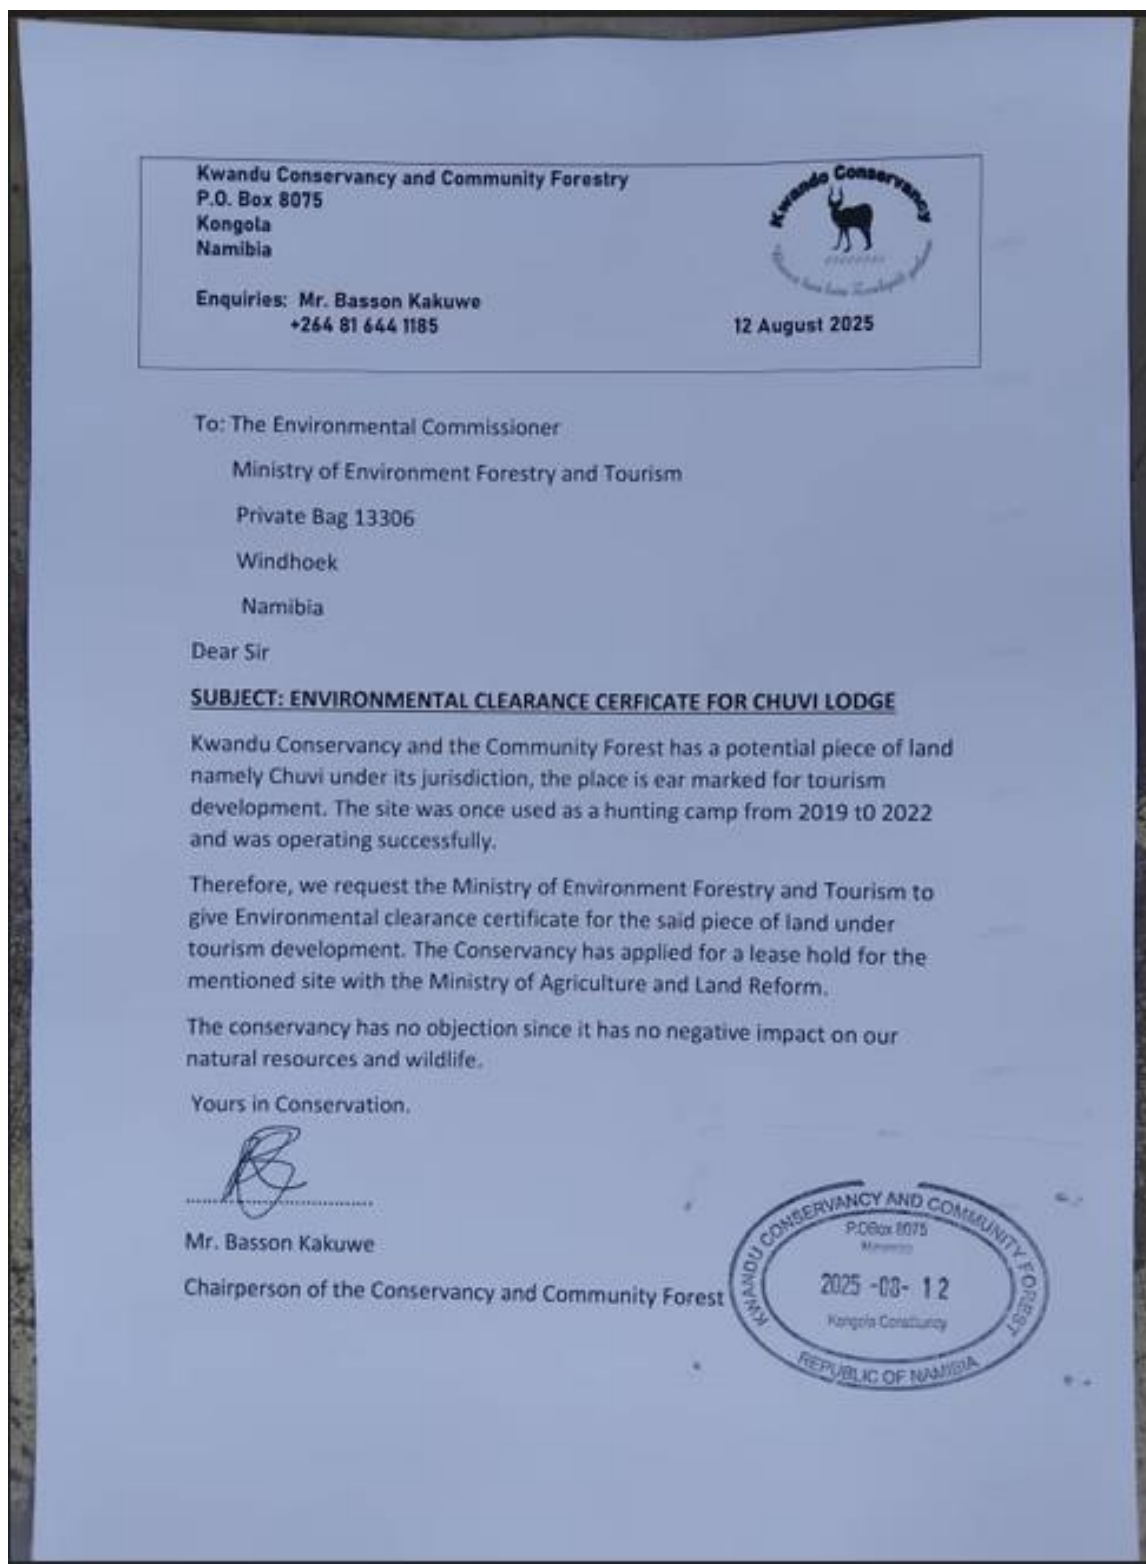 Kwandu Conservancy and Community Forestry
P.O. Box 8075
Kongola
Namibia
Enquiries: Mr. Basson Kakuwe
+264 81 644 1185
Kwando Conservancy
12 August 2025
To: The Environmental Commissioner
Ministry of Environment Forestry and Tourism
Private Bag 13306
Windhoek
Namibia
Dear Sir
SUBJECT: ENVIRONMENTAL CLEARANCE CERFICATE FOR CHUVI LODGE
Kwandu Conservancy and the Community Forest has a potential piece of land
namely Chuvi under its jurisdiction, the place is ear marked for tourism
development. The site was once used as a hunting camp from 2019 t0 2022
and was operating successfully.
Therefore, we request the Ministry of Environment Forestry and Tourism to
give Environmental clearance certificate for the said piece of land under
tourism development. The Conservancy has applied for a lease hold for the
mentioned site with the Ministry of Agriculture and Land Reform.
The conservancy has no objection since it has no negative impact on our
natural resources and wildlife.
Yours in Conservation.
Mr. Basson Kakuwe
Chairperson of the Conservancy and Community Forest
KWANDU CONSERVANCY AND COMMUNITY FOREST
P.OBox 8075
2025 -08- 12
Kongola
REPUBLIC OF NAMIBIA